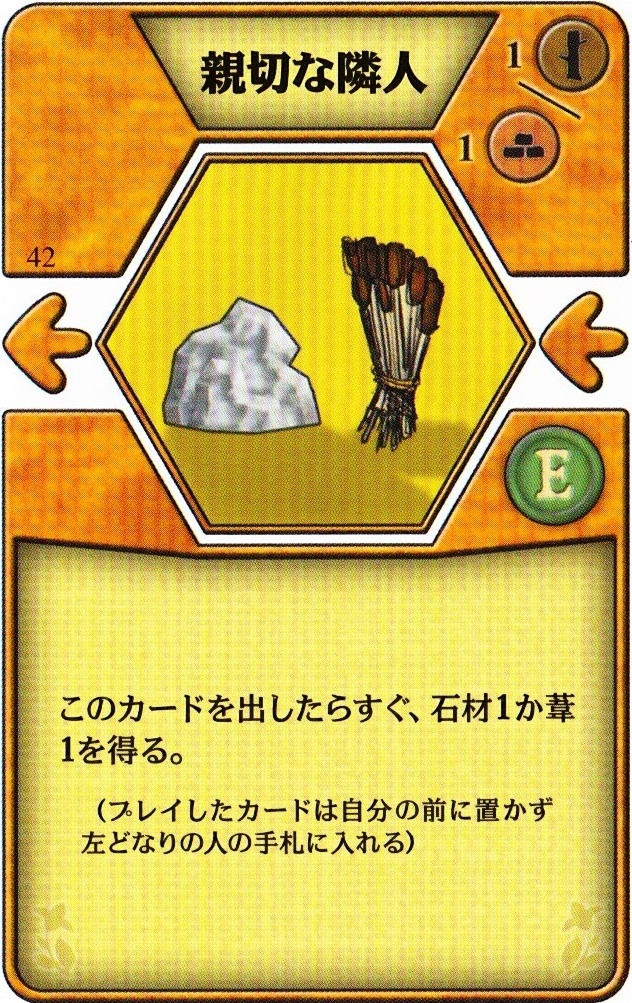 親切な隣人
1
1
42
E
このカードを出したらすぐ、石材1か葦
1を得る。
（プレイしたカードは自分の前に置かず
左どなりの人の手札に入れる）